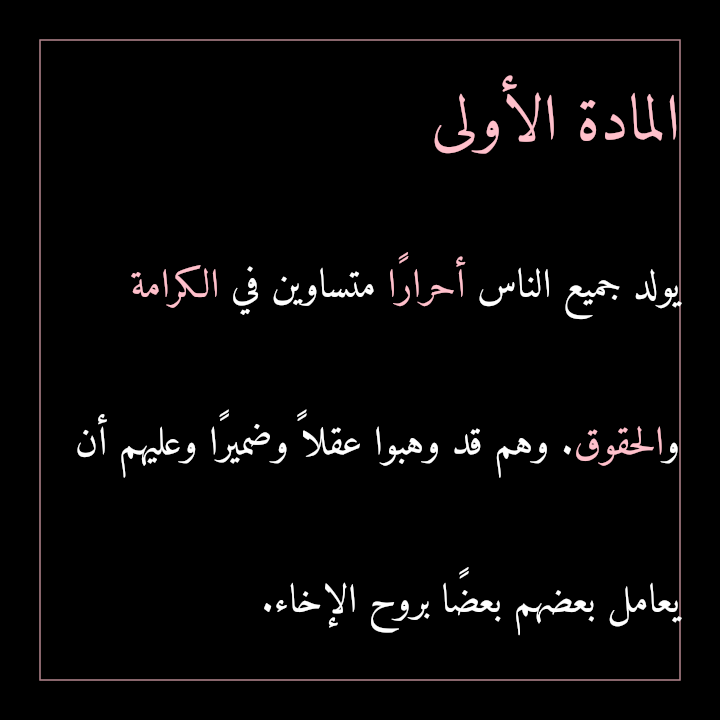 المادة الأولى
يولد جميع الناس أحرارًا متساوين في الكرامة
والحقوق. وهم قد وهبوا عقلاً وضميرًا وعليهم أن
يعامل بعضهم بعضًا بروح الإخاء.